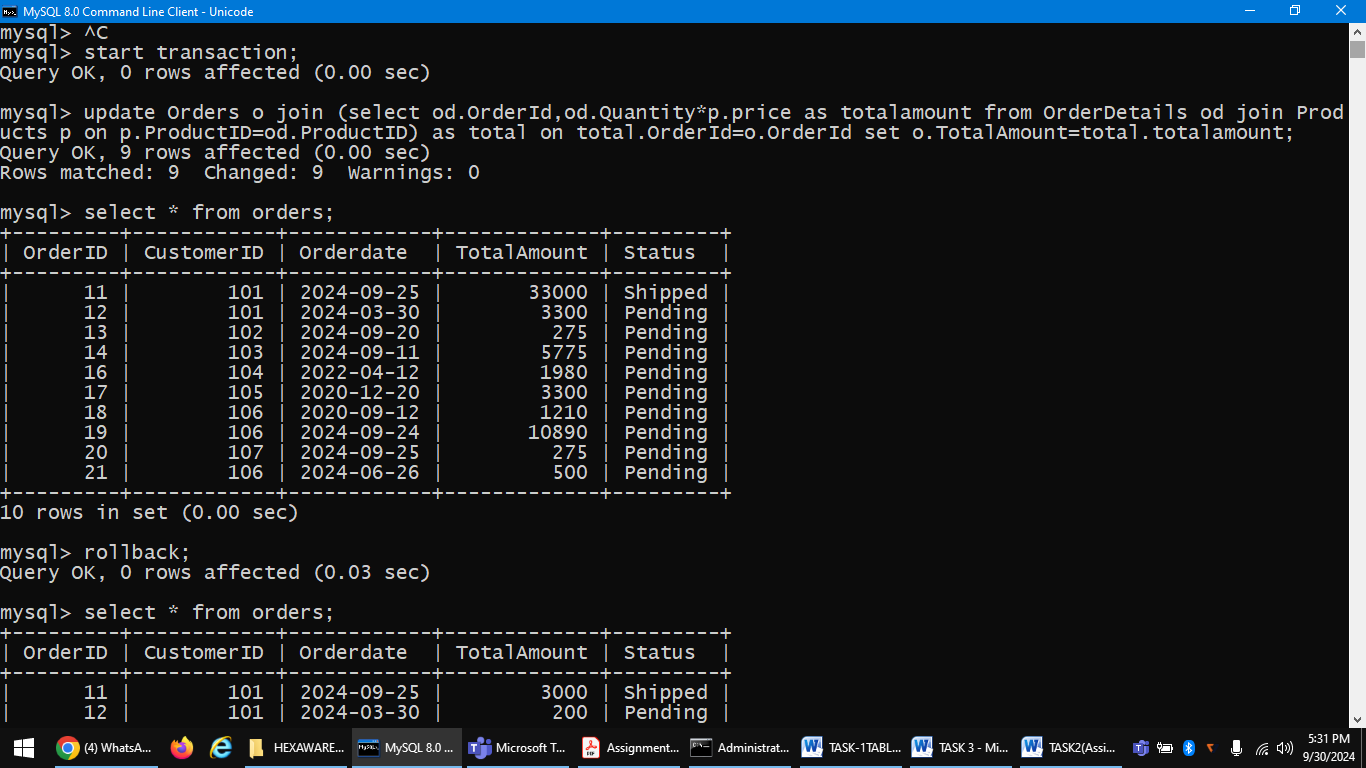 MySQL 8.0 Command Line Client - Unicode
mysql> ^C
mysql> start transaction;
Query OK, 0 rows affected (0.00 sec)
mysql> update Orders o join (select od.OrderId,od.Quantity*p.price as totalamount from OrderDetails od join Prod
ucts p on p.ProductID=od.ProductID) as total on total.OrderId=o.OrderId set o.TotalAmount=total.totalamount;
Query OK, 9 rows affected (0.00 sec)
Rows matched: 9  Changed: 9  Warnings: 0
mysql> select * from orders;
+---------+------------+------------+-------------+---------+
| OrderID | CustomerID | Orderdate  | TotalAmount | Status  |
+---------+------------+------------+-------------+---------+
|      11 |        101 | 2024-09-25 |       33000 | Shipped |
|      12 |        101 | 2024-03-30 |        3300 | Pending |
|      13 |        102 | 2024-09-20 |         275 | Pending |
|      14 |        103 | 2024-09-11 |        5775 | Pending |
|      16 |        104 | 2022-04-12 |        1980 | Pending |
|      17 |        105 | 2020-12-20 |        3300 | Pending |
|      18 |        106 | 2020-09-12 |        1210 | Pending |
|      19 |        106 | 2024-09-24 |       10890 | Pending |
|      20 |        107 | 2024-09-25 |         275 | Pending |
|      21 |        106 | 2024-06-26 |         500 | Pending |
+---------+------------+------------+-------------+---------+
10 rows in set (0.00 sec)
mysql> rollback;
Query OK, 0 rows affected (0.03 sec)
mysql> select * from orders;
+---------+------------+------------+-------------+---------+
| OrderID | CustomerID | Orderdate  | TotalAmount | Status  |
+---------+------------+------------+-------------+---------+
|      11 |        101 | 2024-09-25 |        3000 | Shipped |
|      12 |        101 | 2024-03-30 |         200 | Pending |
(4) WhatsA... HEXAWARE... MySQL 8.0 ... Microsoft T... Assignment... Administrat... TASK-1TABL... TASK 3 - Mi... TASK2(Assi... 5:31 PM
9/30/2024